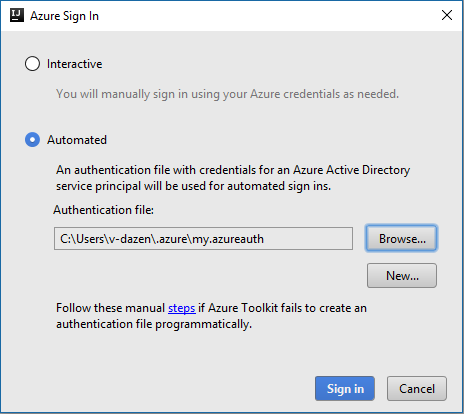 IJ Azure Sign In
Interactive
You will manually sign in using your Azure credentials as needed.
Automated
An authentication file with credentials for an Azure Active Directory
service principal will be used for automated sign ins.
Authentication file:
C:\Users\v-dazen\.azure\my.azureauth Browse...
New...
Follow these manual steps if Azure Toolkit fails to create an
authentication file programmatically.
Sign in Cancel